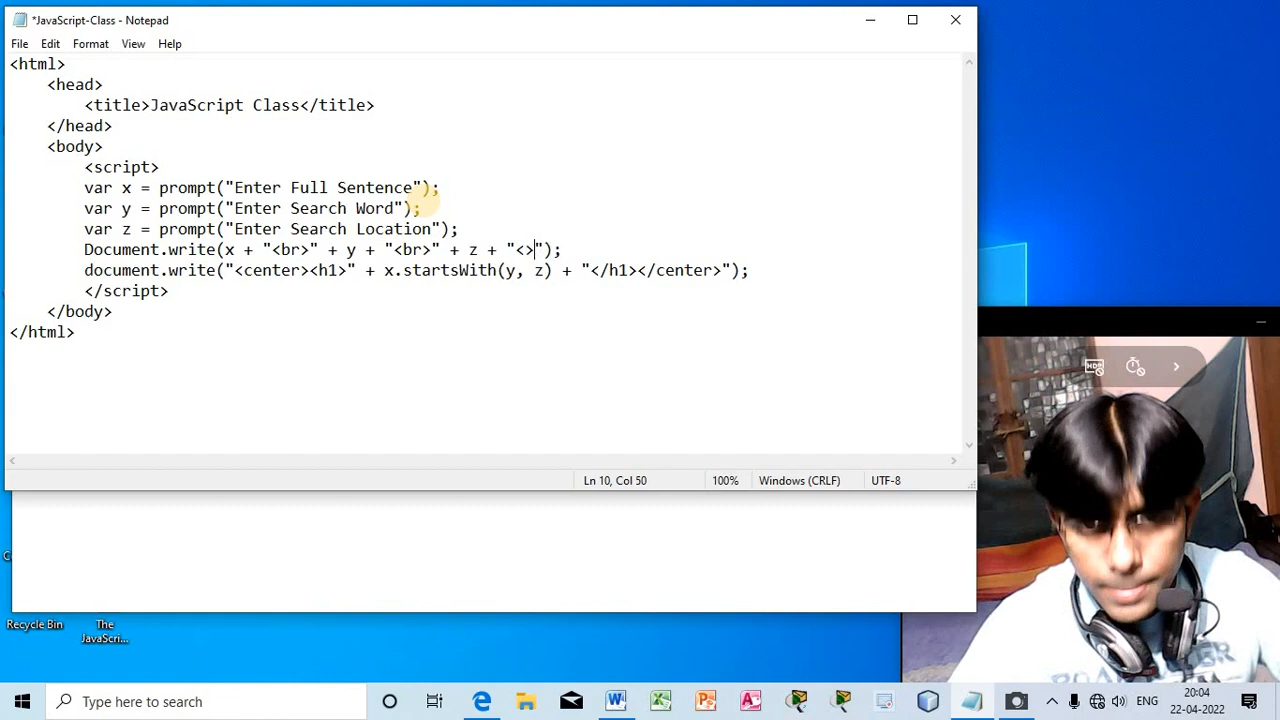 *JavaScript-Class - Notepad
File Edit Format View Help
<html>
<head>
<title>JavaScript Class</title>
</head>
<body>
<script>
var x = prompt("Enter Full Sentence");
var y = prompt("Enter Search Word");
var z = prompt("Enter Search Location");
Document.write(x + "<br>" + y + "<br>" + z + "<>");
document.write("<center><h1>" + x.startsWith(y, z) + "</h1></center>");
</script>
</body>
</html>
Ln 10, Col 50 100% Windows (CRLF) UTF-8
HDR
Recycle Bin
The
JavaScri...
Type here to search
ENG
20:04
22-04-2022